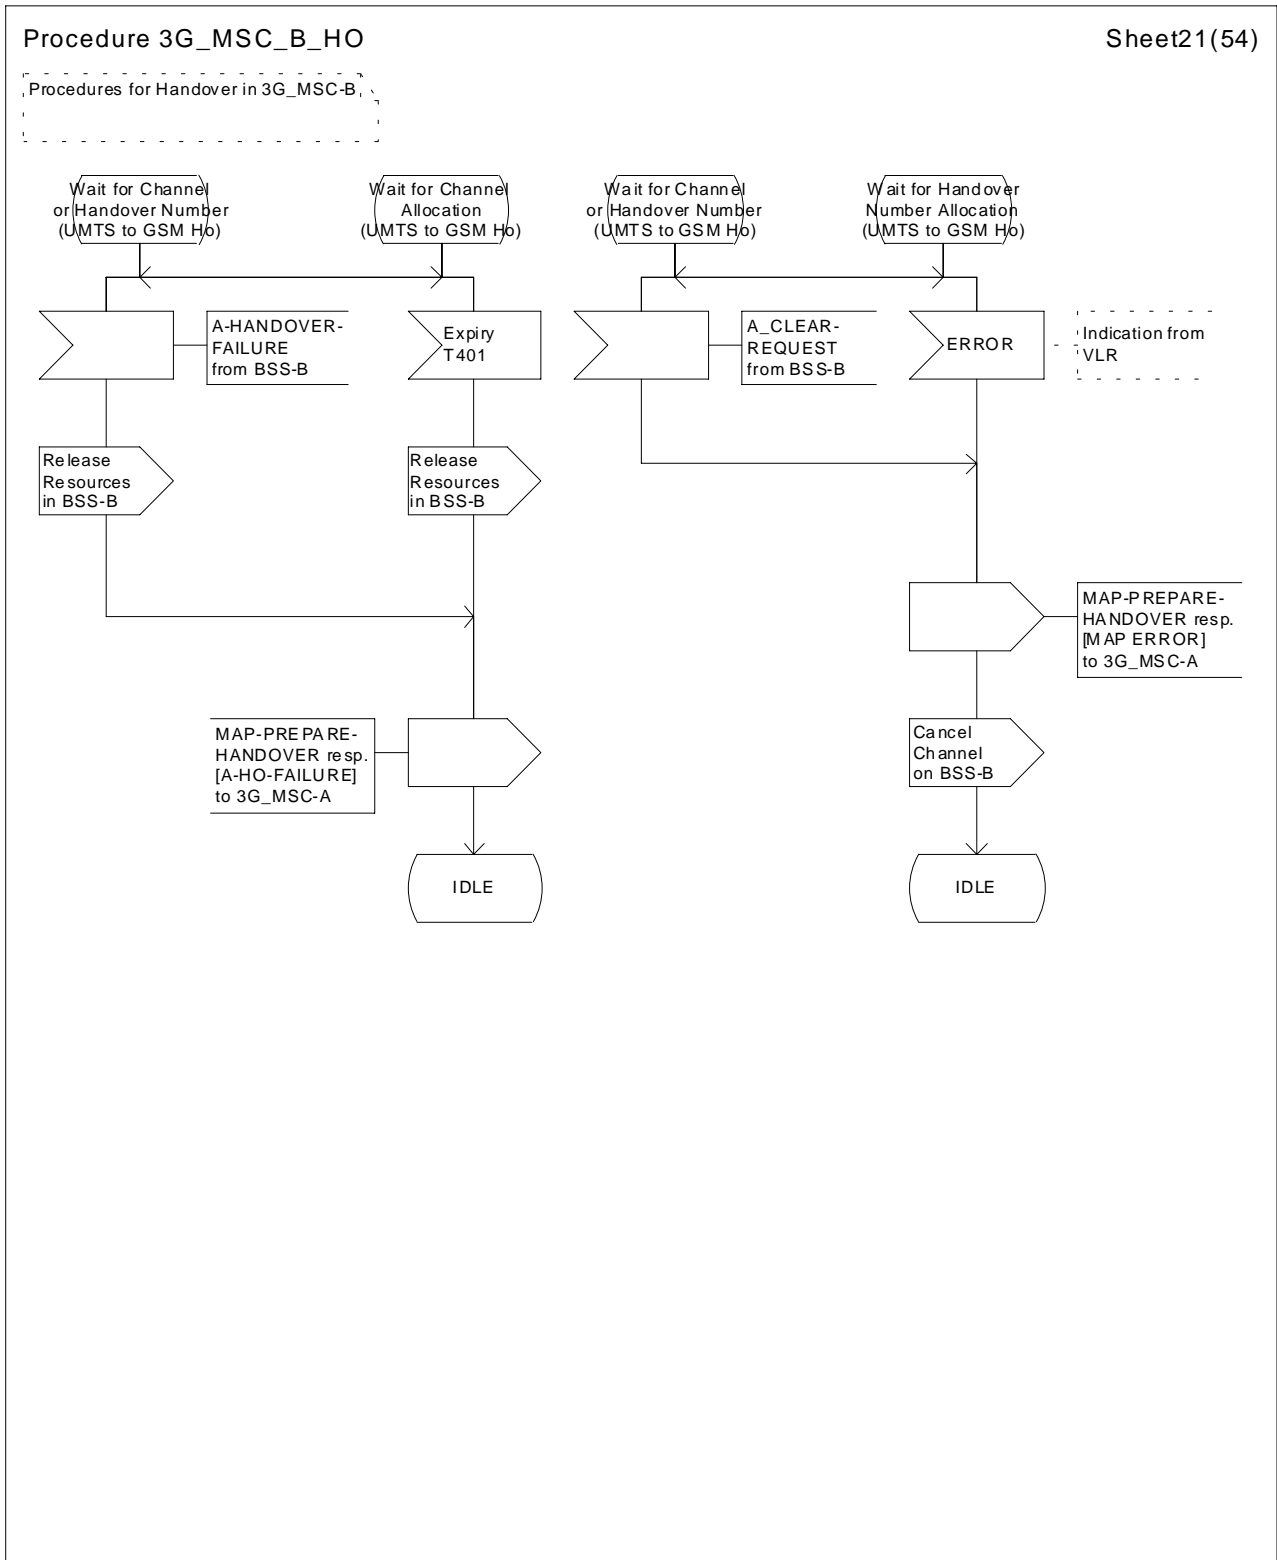 Procedure 3G_MSC_B_HO
Sheet21(54)
Procedures for Handover in 3G_MSC-B
Wait for Channel
or Handover Number
(UMTS to GSM Ho)
Wait for Channel
Allocation
(UMTS to GSM Ho)
Wait for Channel
or Handover Number
(UMTS to GSM Ho)
Wait for Handover
Number Allocation
(UMTS to GSM Ho)
A-HANDOVER-
FAILURE
from BSS-B
Expiry
T401
A_CLEAR-
REQUEST
from BSS-B
ERROR
Indication from
VLR
Release
Resources
in BSS-B
Release
Resources
in BSS-B
MAP-PREPARE-
HANDOVER resp.
[MAP ERROR]
to 3G_MSC-A
MAP-PREPARE-
HANDOVER resp.
[A-HO-FAILURE]
to 3G_MSC-A
Cancel
Channel
on BSS-B
IDLE
IDLE